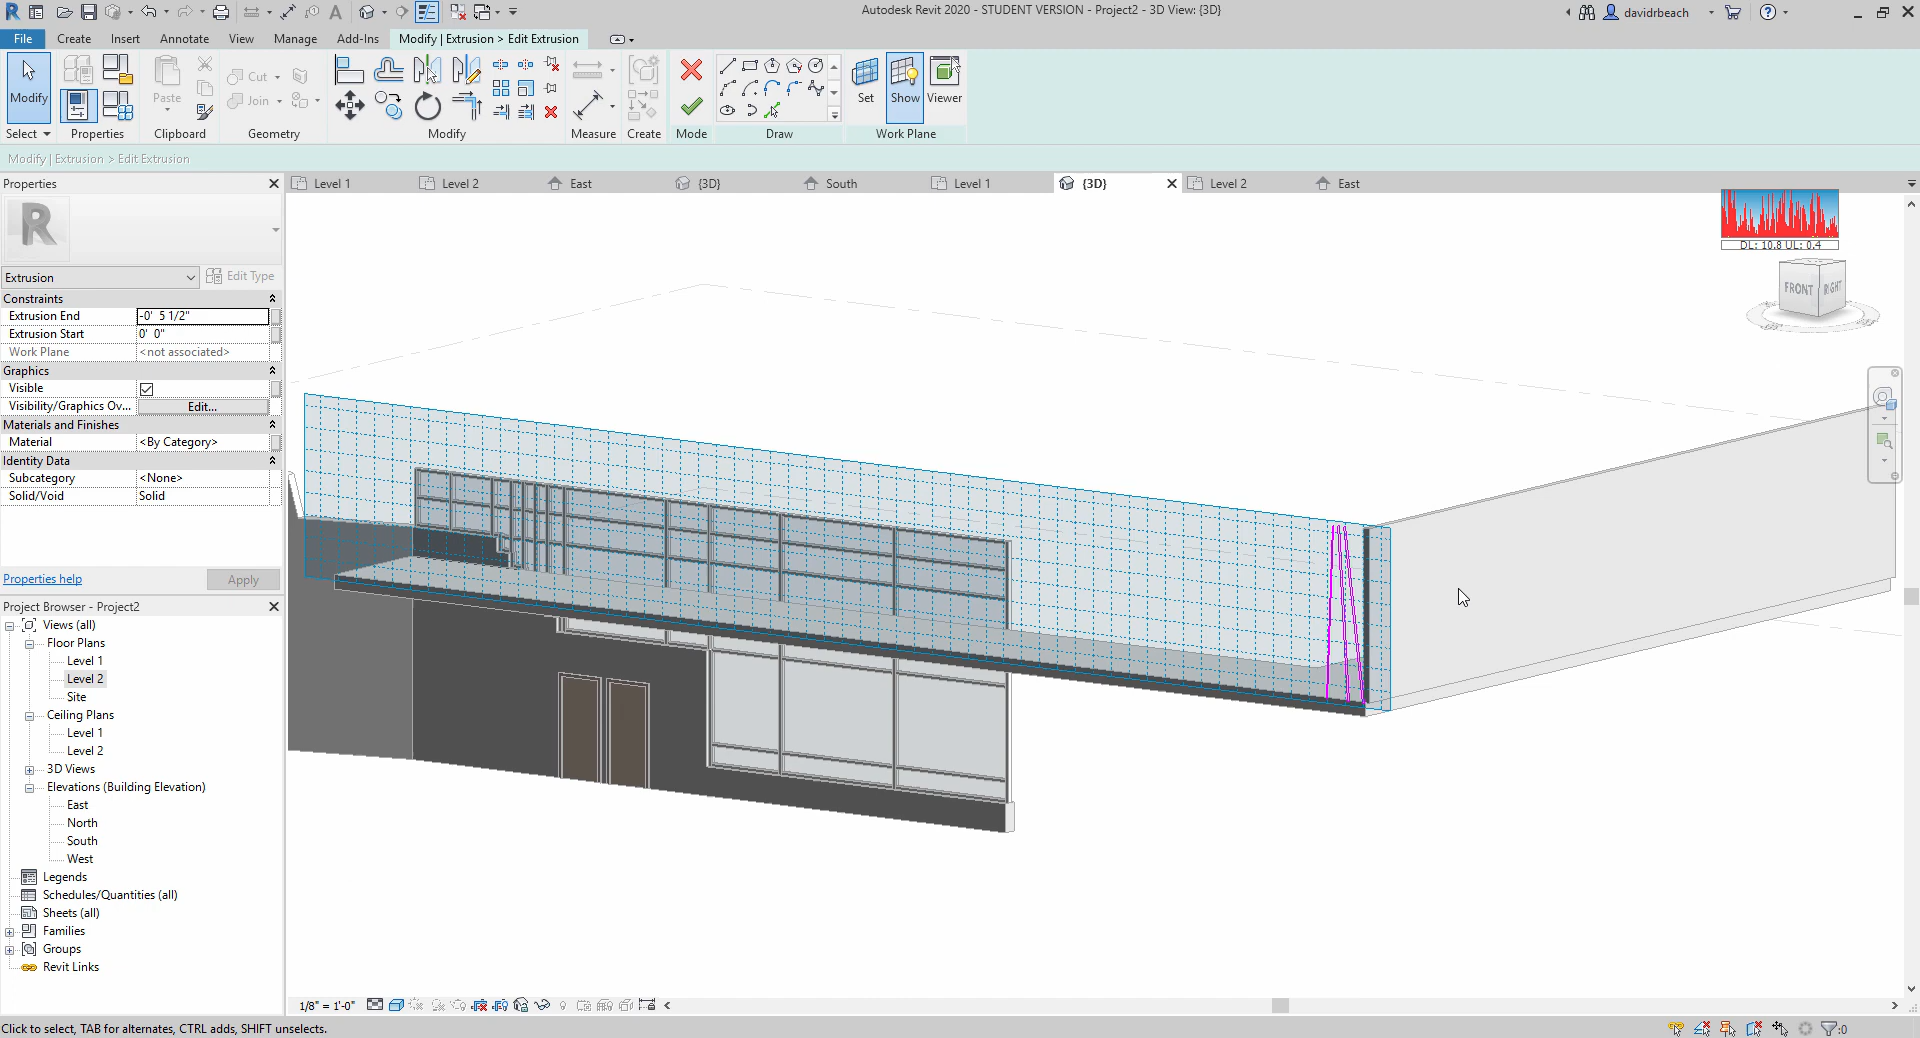 Autodesk Revit 2020 - STUDENT VERSION - Project2 - 3D View: {3D}
davidrbeach
File Create Insert Annotate View Manage Add-Ins Modify | Extrusion > Edit Extrusion
Modify
Paste
Cut
Join
Set
Show
Viewer
Select Properties Clipboard Geometry Modify Measure Create Mode Draw Work Plane
Modify | Extrusion > Edit Extrusion
Properties
Level 1 Level 2 East {3D} South Level 1 {3D} Level 2 East
R
Extrusion Edit Type
Constraints
Extrusion End -0' 5 1/2"
Extrusion Start 0' 0"
Work Plane <not associated>
Graphics
Visible
Visibility/Graphics Ov... Edit...
Materials and Finishes
Material <By Category>
Identity Data
Subcategory <None>
Solid/Void Solid
Properties help Apply
Project Browser - Project2
Views (all)
Floor Plans
Level 1
Level 2
Site
Ceiling Plans
Level 1
Level 2
3D Views
Elevations (Building Elevation)
East
North
South
West
Legends
Schedules/Quantities (all)
Sheets (all)
Families
Groups
Revit Links
DL: 10.8 UL: 0.4
FRONT RIGHT
1/8" = 1'-0"
Click to select, TAB for alternates, CTRL adds, SHIFT unselects.
:0